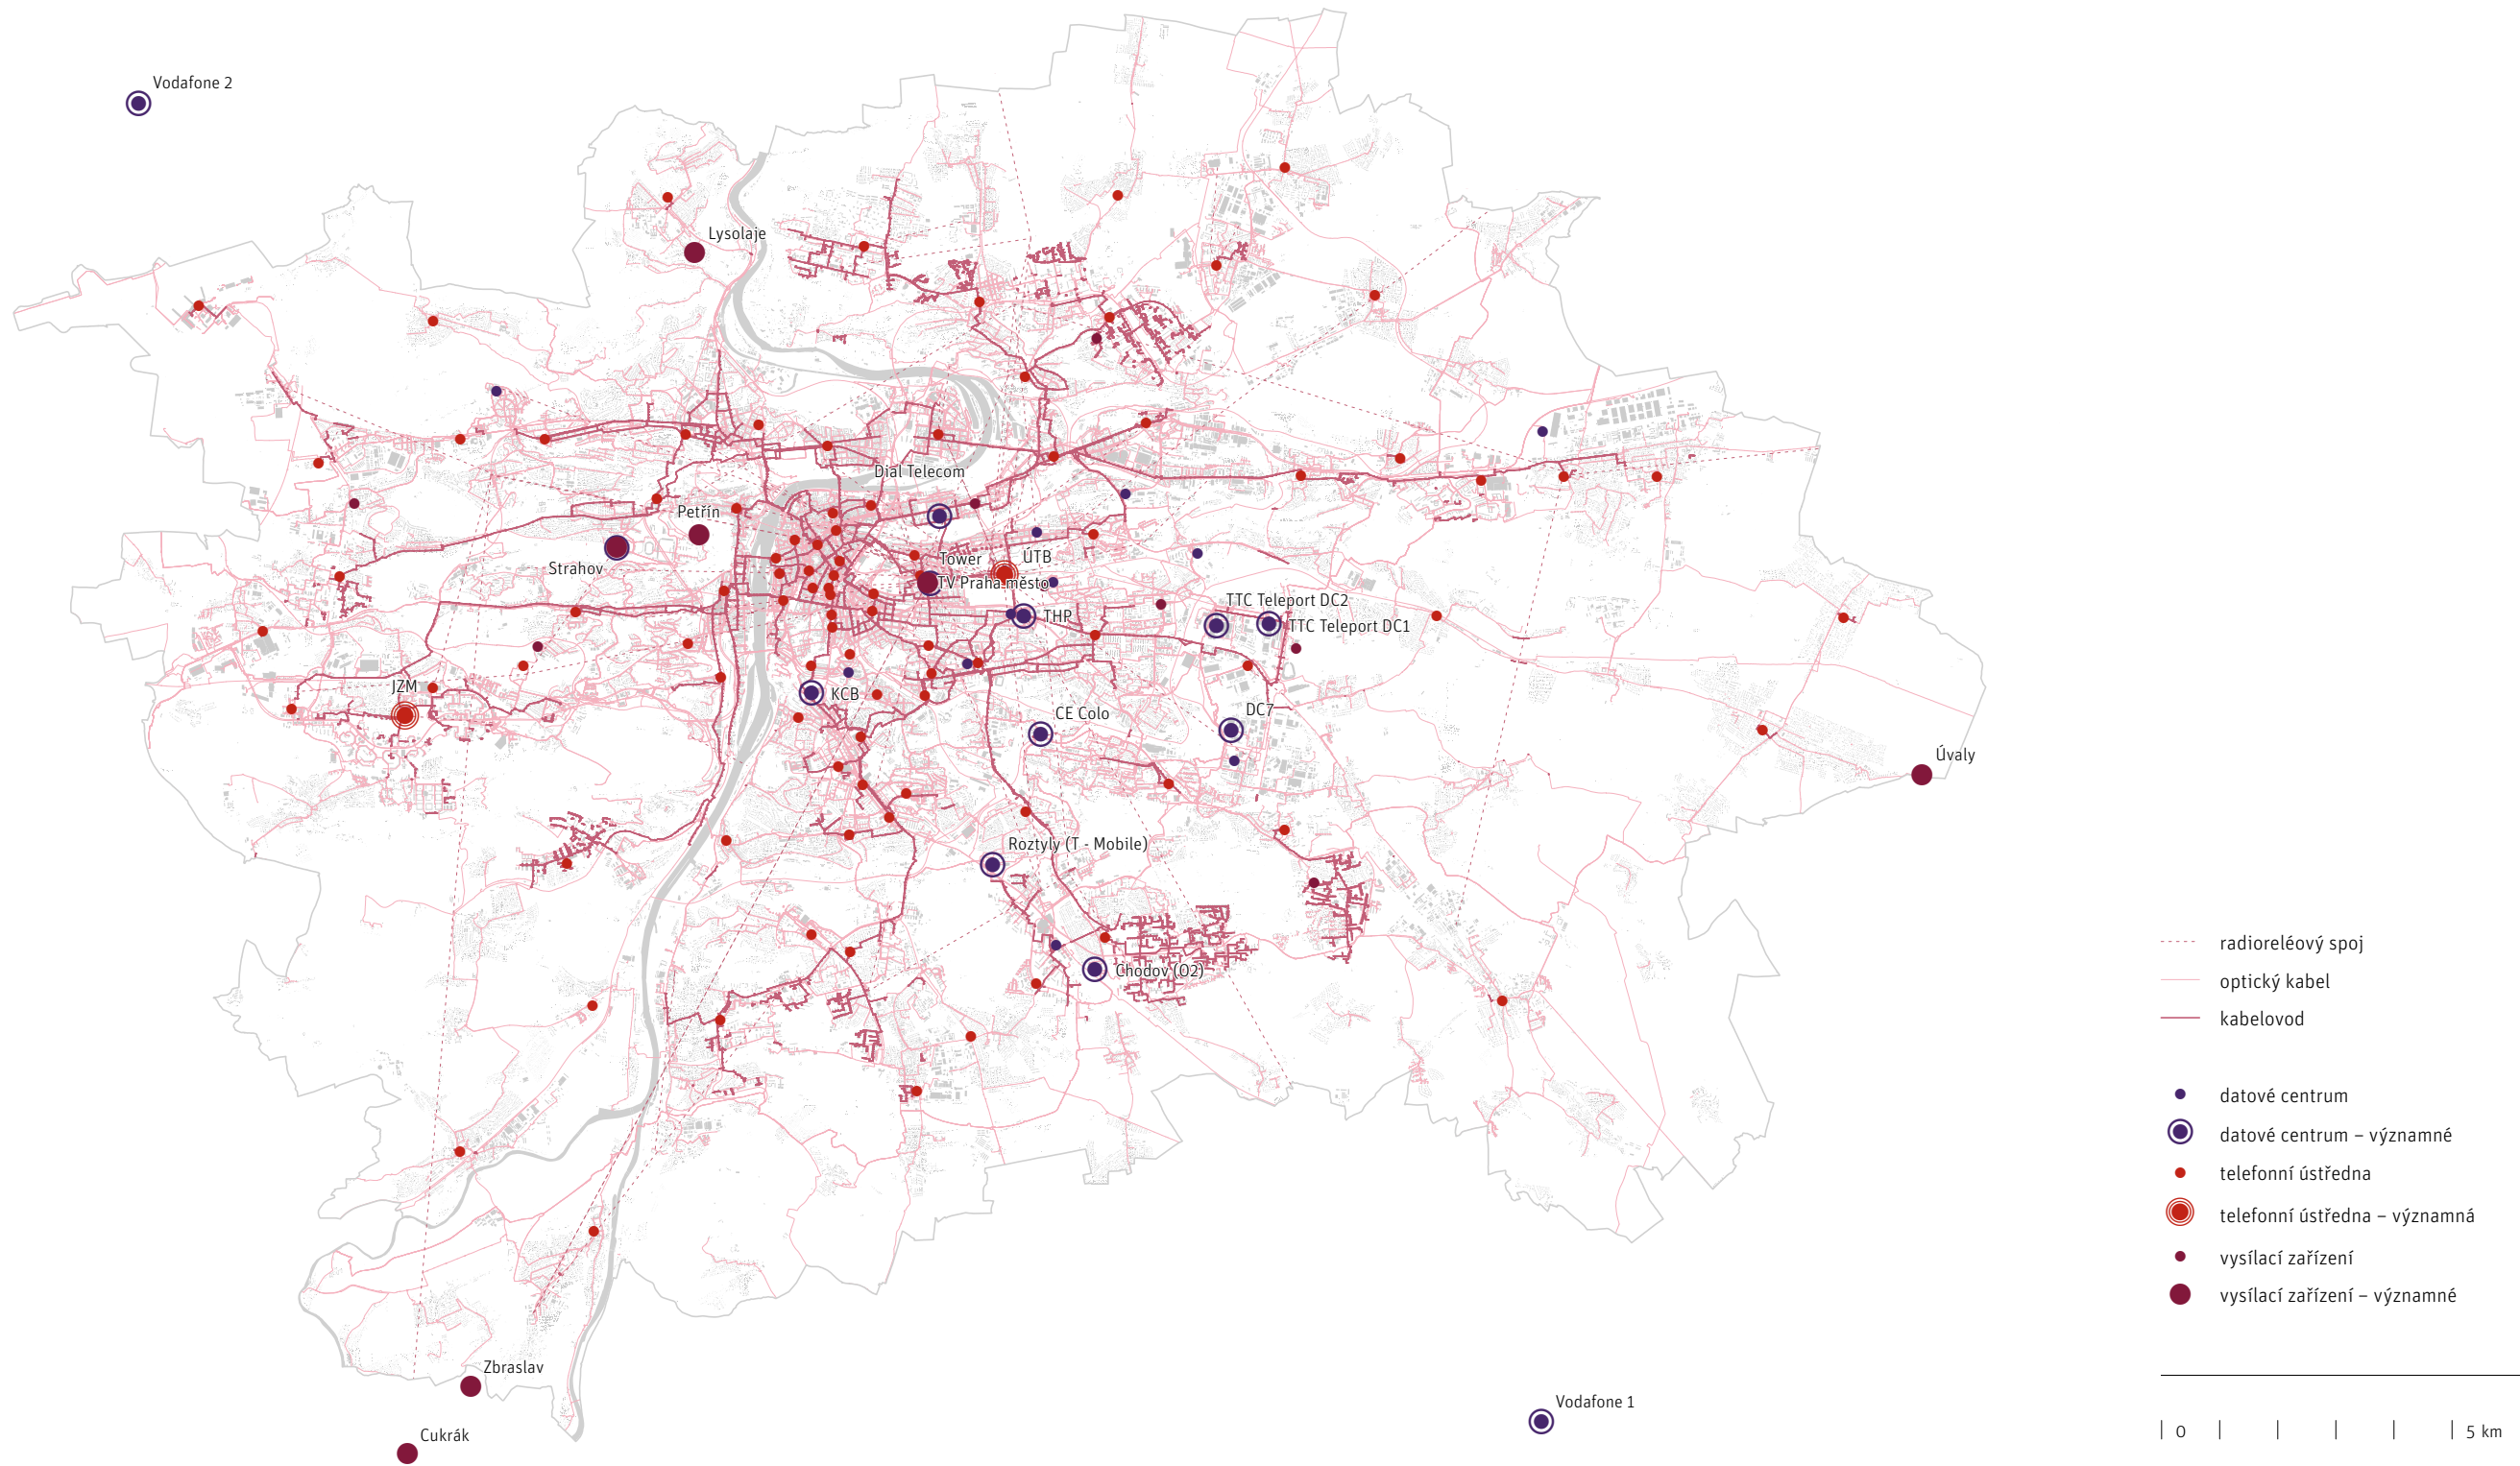 Vodafone 2
Lysolaje
Dial Telecom
Petřín
Strahov
Tower
ÚTB
TV Praha město
TTC Teleport DC2
THP
TTC Teleport DC1
JZM
KCB
CE Colo
DC7
Úvaly
Roztyly (T - Mobile)
Chodov (O2)
Zbraslav
Vodafone 1
Cukrák
radioreléový spoj
optický kabel
kabelovod
datové centrum
datové centrum – významné
telefonní ústředna
telefonní ústředna – významná
vysílací zařízení
vysílací zařízení – významné
0 5 km